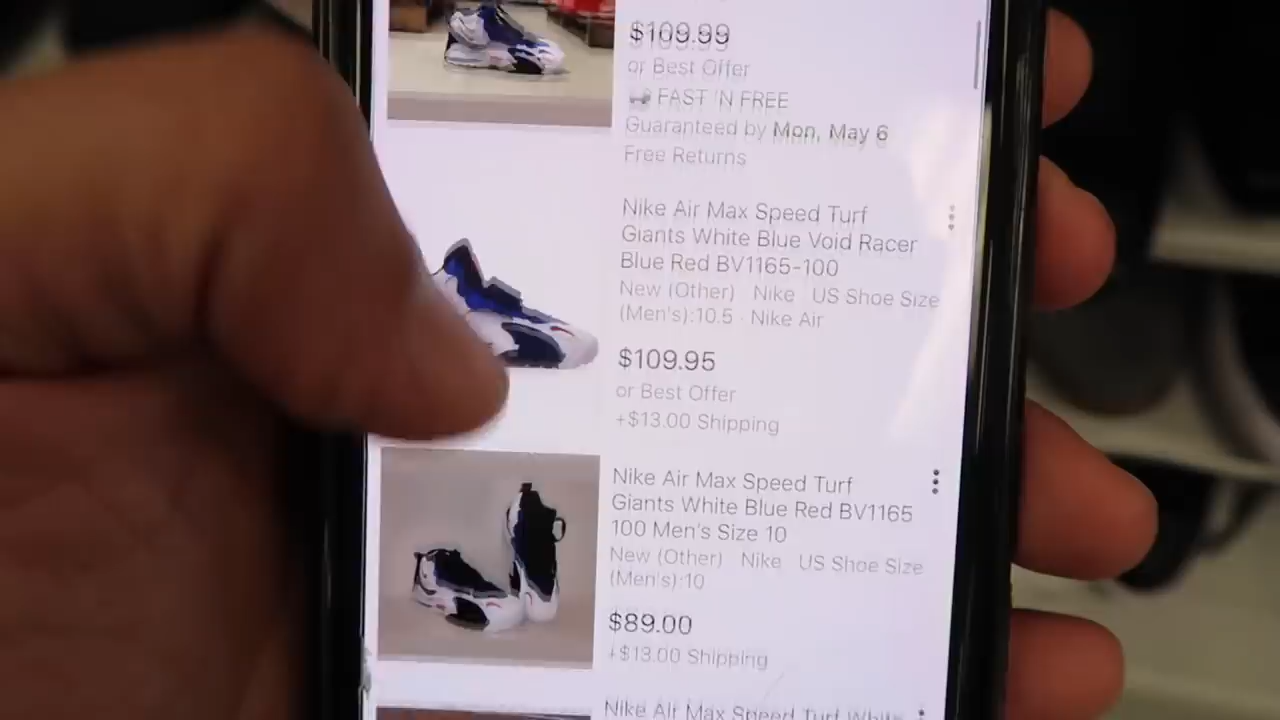 $109.99
or Best Offer
FAST 'N FREE
Guaranteed by Mon, May 6
Free Returns
Nike Air Max Speed Turf
Giants White Blue Void Racer
Blue Red BV1165-100
New (Other) Nike US Shoe Size
(Men's):10.5 · Nike Air
$109.95
or Best Offer
+$13.00 Shipping
Nike Air Max Speed Turf
Giants White Blue Red BV1165
100 Men's Size 10
New (Other) Nike US Shoe Size
(Men's):10
$89.00
+$13.00 Shipping
Nike Air Max Speed Turf White